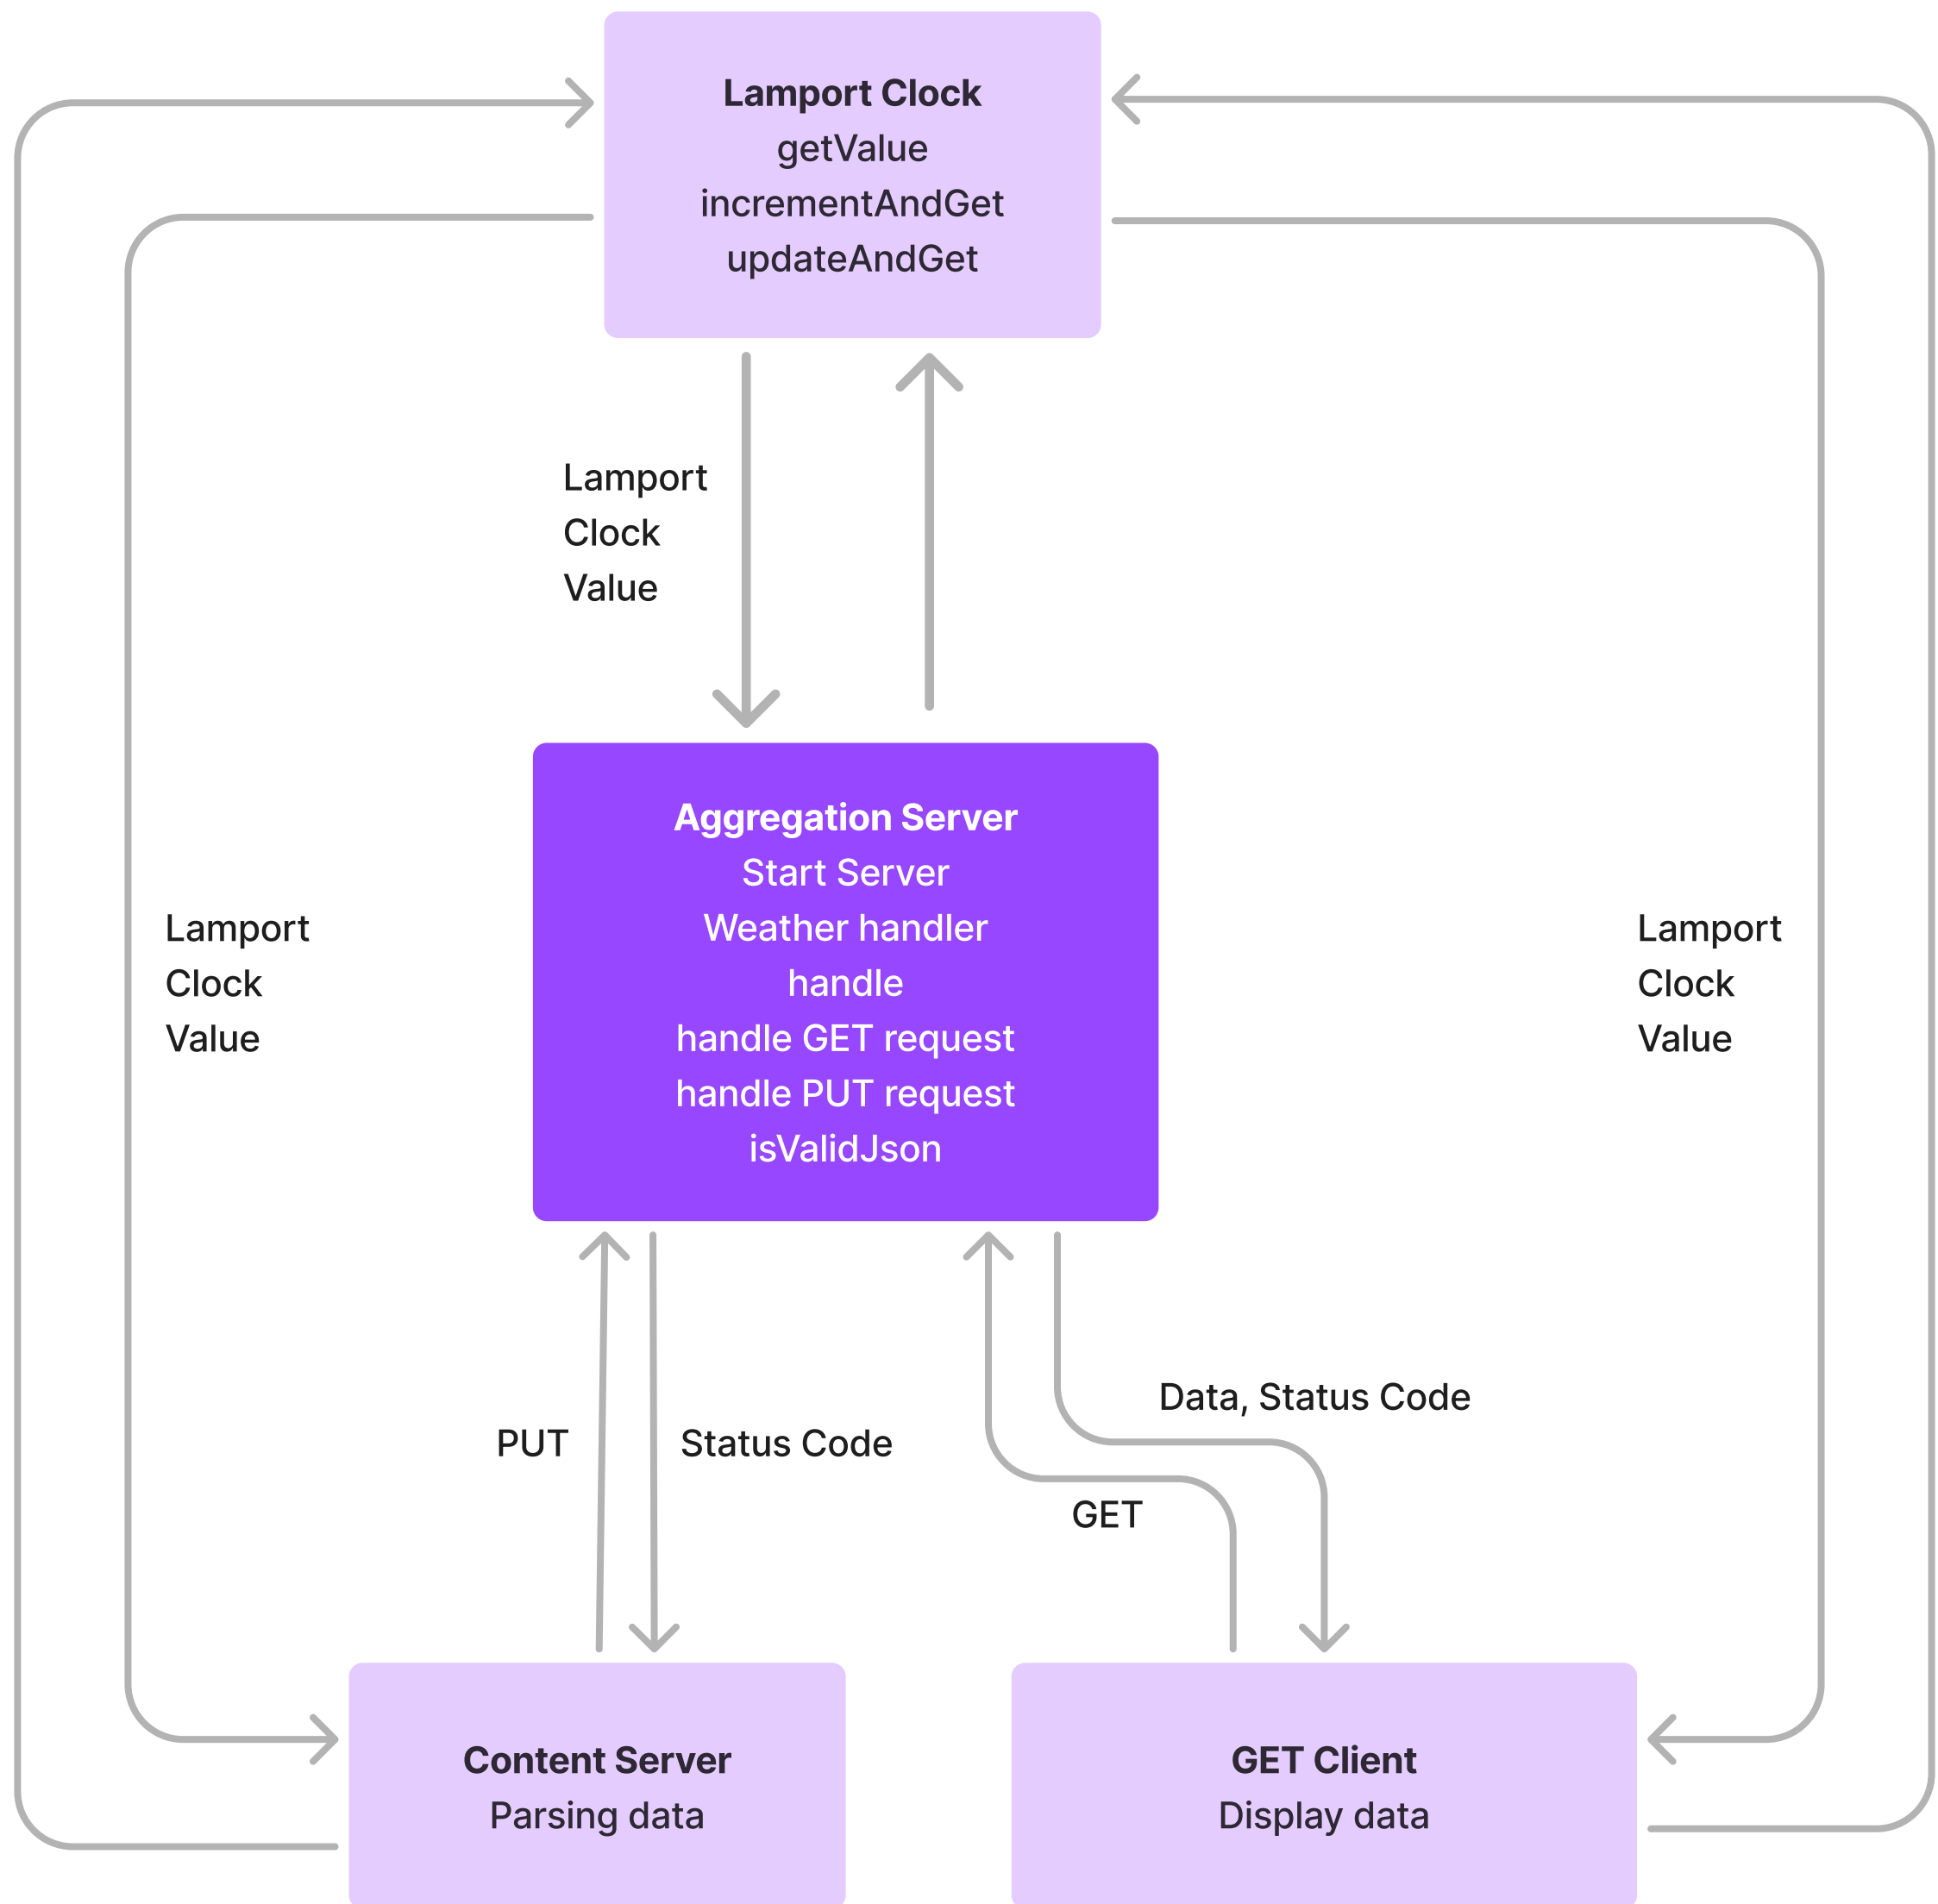 Lamport Clock
getValue
incrementAndGet
updateAndGet
Lamport
Clock
Value
Aggregation Server
Start Server
Weather handler
handle
handle GET request
handle PUT request
isValidJson
Lamport
Clock
Value
Lamport
Clock
Value
PUT
Status Code
Data, Status Code
GET
Content Server
Parsing data
GET Client
Display data